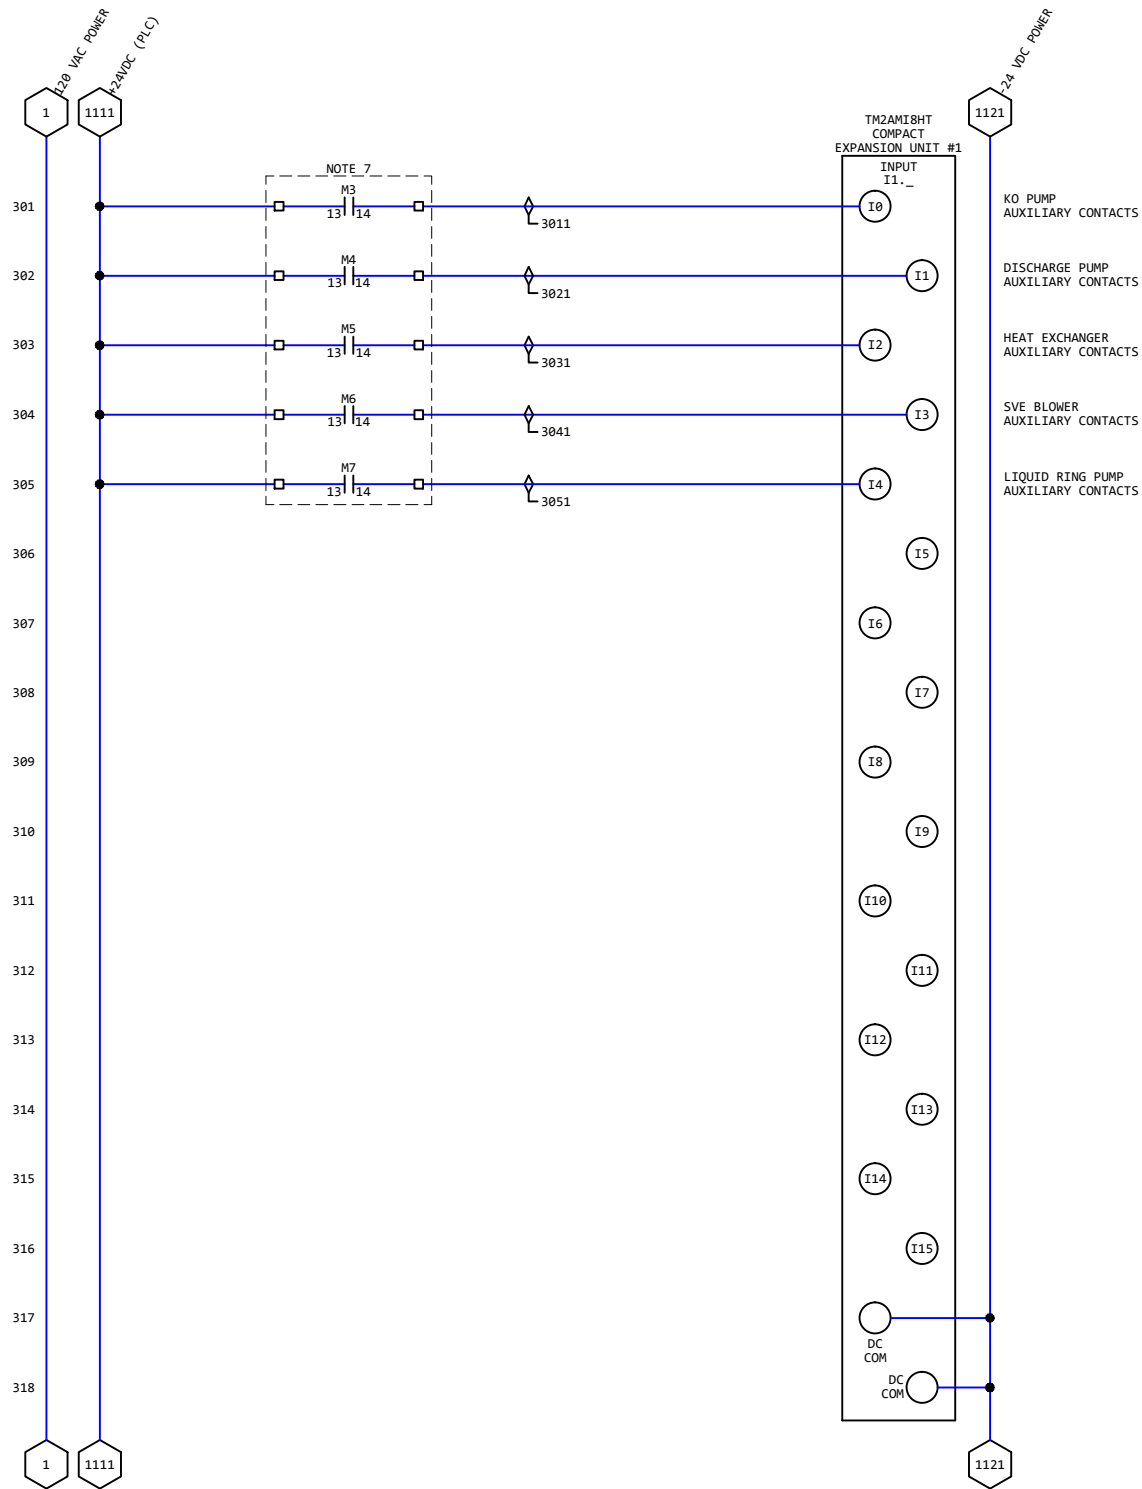 120 VAC POWER
+24VDC (PLC)
-24 VDC POWER
1
1111
1121
TM2AMI8HT
COMPACT
EXPANSION UNIT #1
INPUT
I1._
NOTE 7
301
M3
13 14
3011
I0
KO PUMP
AUXILIARY CONTACTS
302
M4
13 14
3021
I1
DISCHARGE PUMP
AUXILIARY CONTACTS
303
M5
13 14
3031
I2
HEAT EXCHANGER
AUXILIARY CONTACTS
304
M6
13 14
3041
I3
SVE BLOWER
AUXILIARY CONTACTS
305
M7
13 14
3051
I4
LIQUID RING PUMP
AUXILIARY CONTACTS
306
I5
307
I6
308
I7
309
I8
310
I9
311
I10
312
I11
313
I12
314
I13
315
I14
316
I15
317
DC
COM
318
DC
COM
1
1111
1121